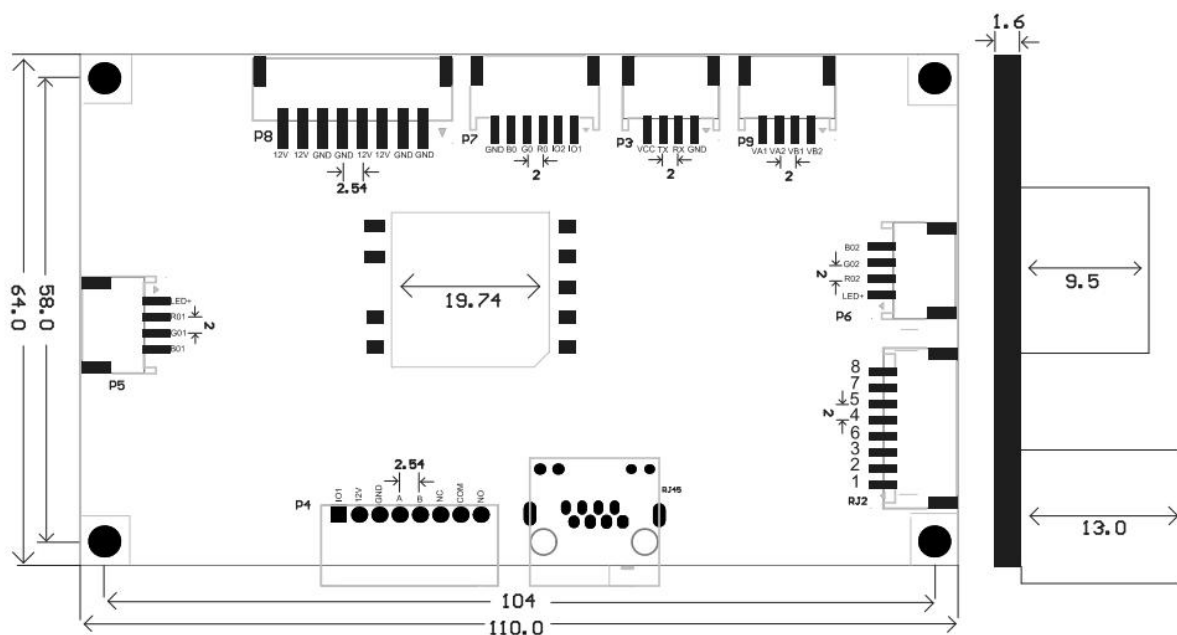 1.6
P8
12V 12V GND GND 12V 12V GND GND
2.54
P7
GND B0 G0 R0 IO2 IO1
2
P3
VCC TX RX GND
2
P9
VA1 VA2 VB1 VB2
2
64.0
58.0
19.74
LED+
R01
G01
B01
2
P5
B02
G02
R02
LED+
2
P6
9.5
8
7
5
4
6
3
2
1
2
RJ2
13.0
2.54
P4
IO1 12V GND A B NC COM NO
RJ45
104
110.0